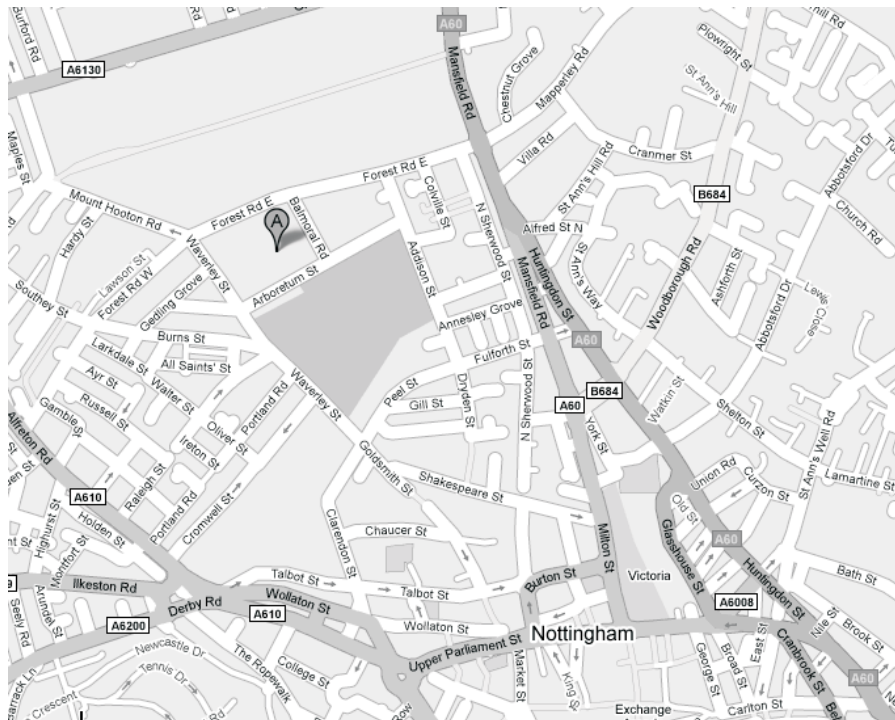 A60
Burford Rd
A6130
Mansfield Rd
Chestnut Grove
Mapperley Rd
Plowright St
St Ann's Hill
Maples St
Forest Rd E
Villa Rd
Cranmer St
Abbotsford Dr
St Ann's Hill Rd
B684
Mount Hooton Rd
Forest Rd E
Balmoral Rd
Colville St
N Sherwood St
Church Rd
Hardy St
A
Waverley St
Alfred St N
Lawson St
Forest Rd W
Arboretum St
Addison St
Mansfield Rd
Huntingdon St
St Ann's Way
Woodborough Rd
Ashforth St
Abbotsford Dr
Southey St
Gedling Grove
Annesley Grove
Lewis Close
Burns St
Larkdale St
All Saints' St
Fulforth St
A60
Ayr St
Walter St
Portland Rd
Waverley St
Peel St
Dryden St
Gill St
N Sherwood St
B684
A60
Watkin St
Gamble St
Russell St
Oliver St
Ireton St
York St
Shelton St
Alfreton Rd
Goldsmith St
St Ann's Well Rd
Raleigh St
Shakespeare St
Union Rd
Curzon St
Lamartine St
A610
Portland Rd
Cromwell St
Clarendon St
Old St
Highurst St
Holden St
Chaucer St
Milton St
Glasshouse St
A60
Montfort St
Talbot St
Burton St
Victoria
Huntingdon St
Bath St
Ilkeston Rd
Derby Rd
Wollaton St
Talbot St
A6008
Arundel St
Seely Rd
A6200
A610
Wollaton St
Nottingham
Nile St
Brook St
Newcastle Dr
Upper Parliament St
East St
Cranbrook St
Tennis Dr
The Ropewalk
College St
Market St
King St
George St
Broad St
A60
Crescent
Row
Exchange
Carlton St